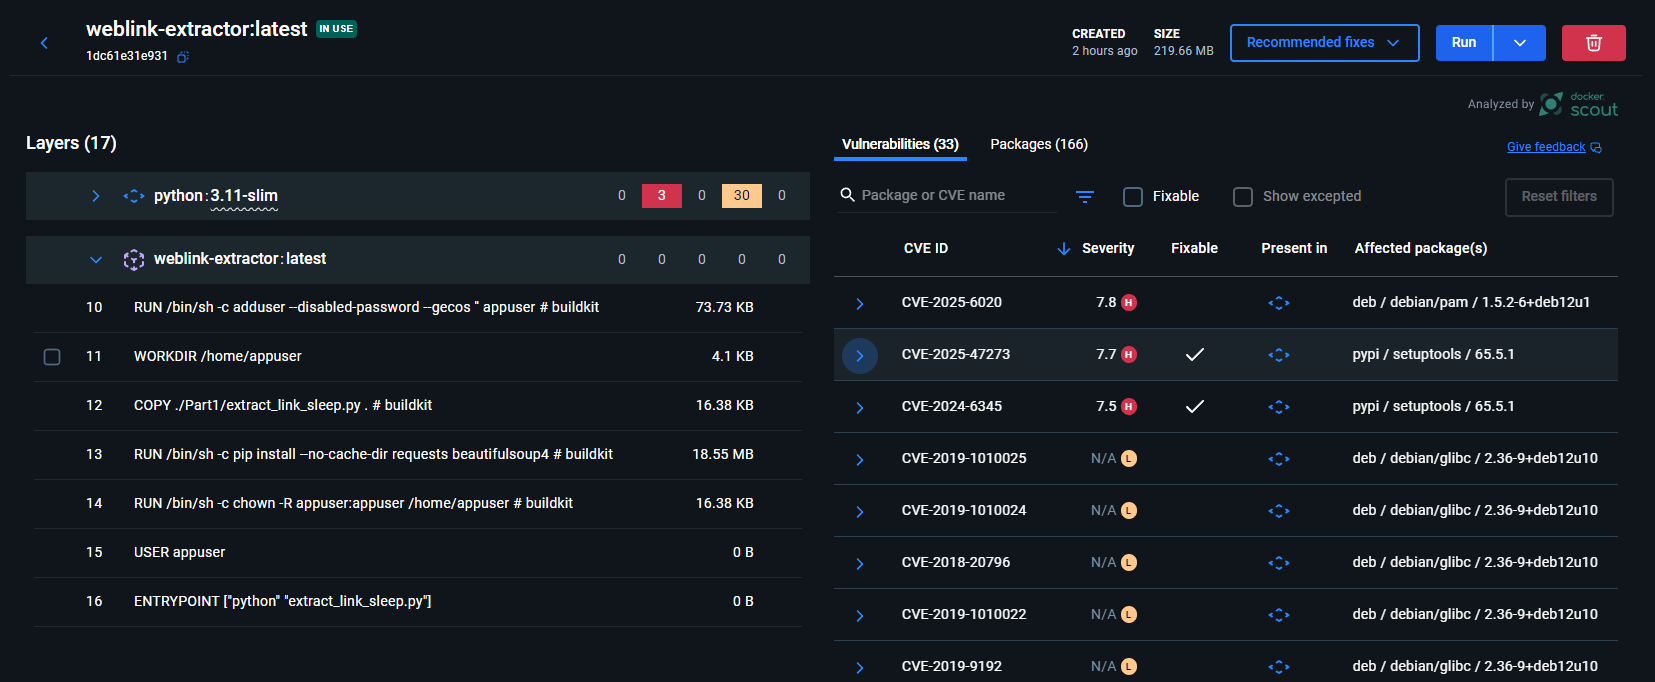 weblink-extractor:latest IN USE
1dc61e31e931
CREATED
2 hours ago
SIZE
219.66 MB
Recommended fixes
Run
Analyzed by docker scout
Layers (17)
python:3.11-slim 0 3 0 30 0
weblink-extractor:latest 0 0 0 0 0
10 RUN /bin/sh -c adduser --disabled-password --gecos '' appuser # buildkit 73.73 KB
11 WORKDIR /home/appuser 4.1 KB
12 COPY ./Part1/extract_link_sleep.py . # buildkit 16.38 KB
13 RUN /bin/sh -c pip install --no-cache-dir requests beautifulsoup4 # buildkit 18.55 MB
14 RUN /bin/sh -c chown -R appuser:appuser /home/appuser # buildkit 16.38 KB
15 USER appuser 0 B
16 ENTRYPOINT ["python" "extract_link_sleep.py"] 0 B
Vulnerabilities (33) Packages (166)
Give feedback
Package or CVE name Fixable Show excepted Reset filters
CVE ID Severity Fixable Present in Affected package(s)
CVE-2025-6020 7.8 H deb / debian/pam / 1.5.2-6+deb12u1
CVE-2025-47273 7.7 H pypi / setuptools / 65.5.1
CVE-2024-6345 7.5 H pypi / setuptools / 65.5.1
CVE-2019-1010025 N/A L deb / debian/glibc / 2.36-9+deb12u10
CVE-2019-1010024 N/A L deb / debian/glibc / 2.36-9+deb12u10
CVE-2018-20796 N/A L deb / debian/glibc / 2.36-9+deb12u10
CVE-2019-1010022 N/A L deb / debian/glibc / 2.36-9+deb12u10
CVE-2019-9192 N/A L deb / debian/glibc / 2.36-9+deb12u10